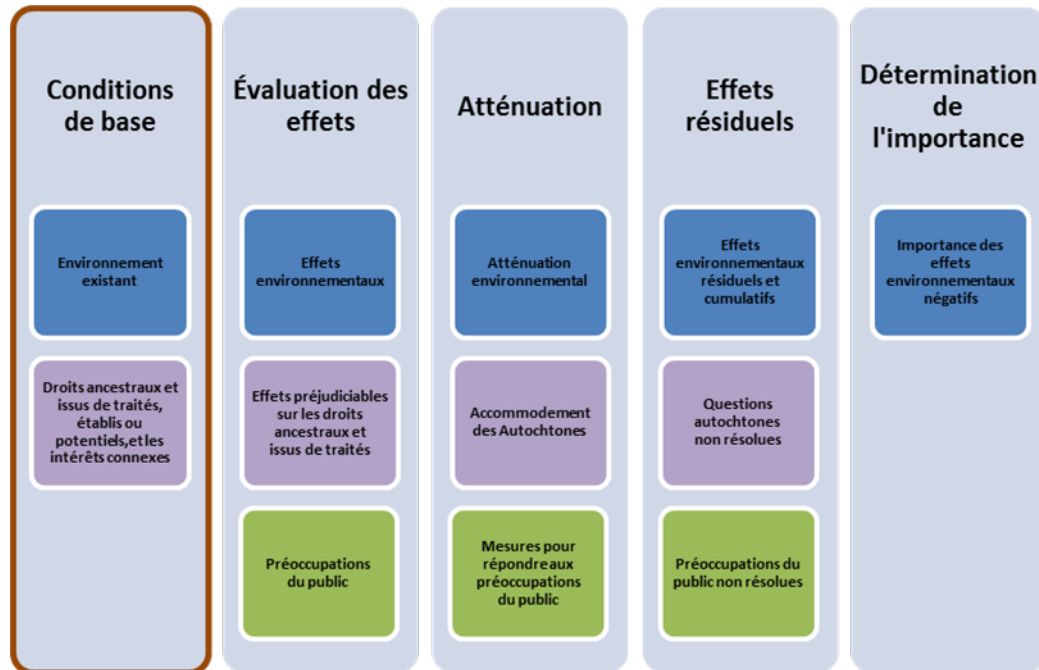 Conditions
de base
Environnement
existant
Droits ancestraux et
issus de traités,
établis ou
potentiels,et les
intérêts connexes
Évaluation des
effets
Effets
environnementaux
Effets préjudiciables
sur les droits
ancestraux et
issus de traités
Préoccupations
du public
Atténuation
Atténuation
environnemental
Accommodement
des Autochtones
Mesures pour
répondre aux
préoccupations
du public
Effets
résiduels
Effets
environnementaux
résiduels et
cumulatifs
Questions
autochtones
non résolues
Préoccupations du
public non résolues
Détermination
de
l'importance
Importance des
effets
environnementaux
négatifs